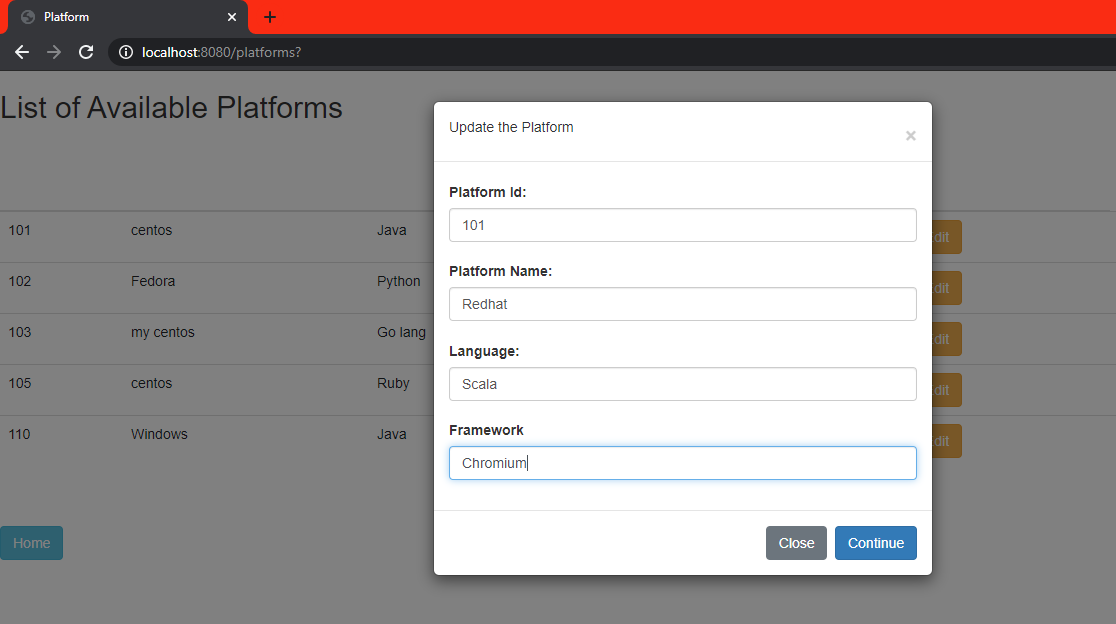 Platform
localhost:8080/platforms?
List of Available Platforms
Update the Platform
×
Platform Id:
101
Platform Name:
Redhat
Language:
Scala
Framework
Chromium
Close Continue
101 centos Java dit
102 Fedora Python dit
103 my centos Go lang dit
105 centos Ruby dit
110 Windows Java dit
Home